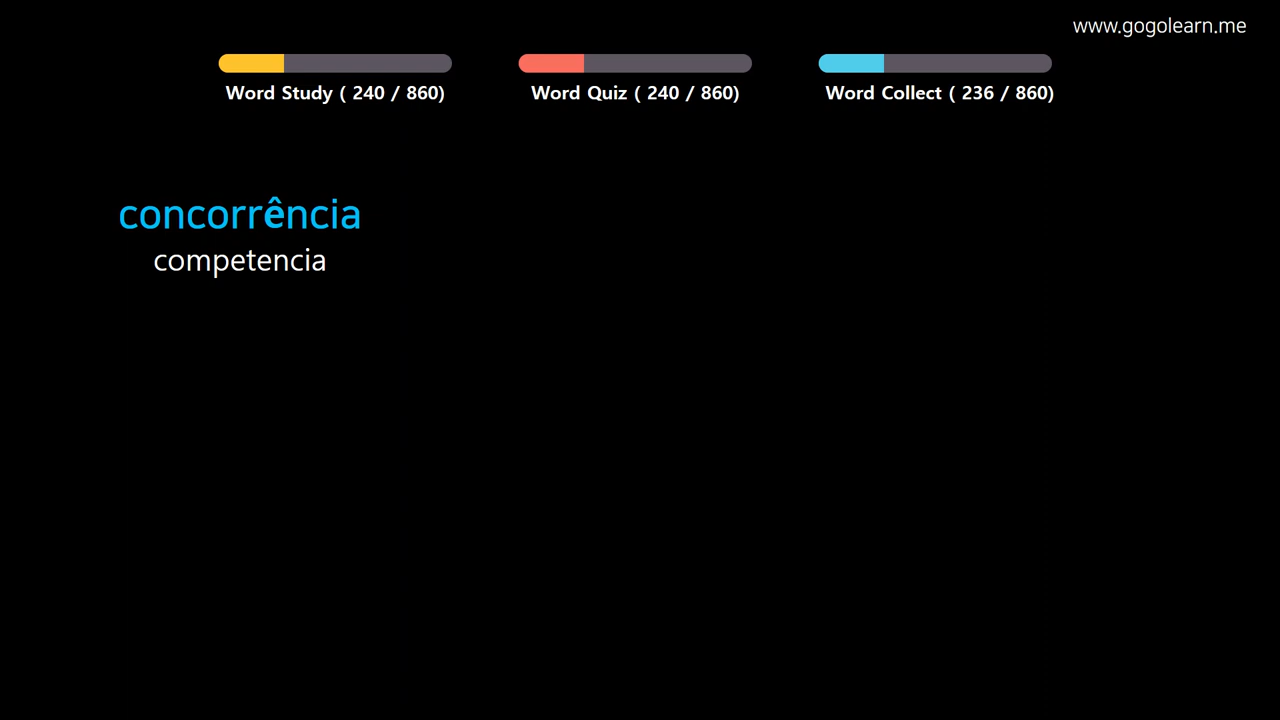 www.gogolearn.me
Word Study ( 240 / 860)
Word Quiz ( 240 / 860)
Word Collect ( 236 / 860)
concorrência
competencia